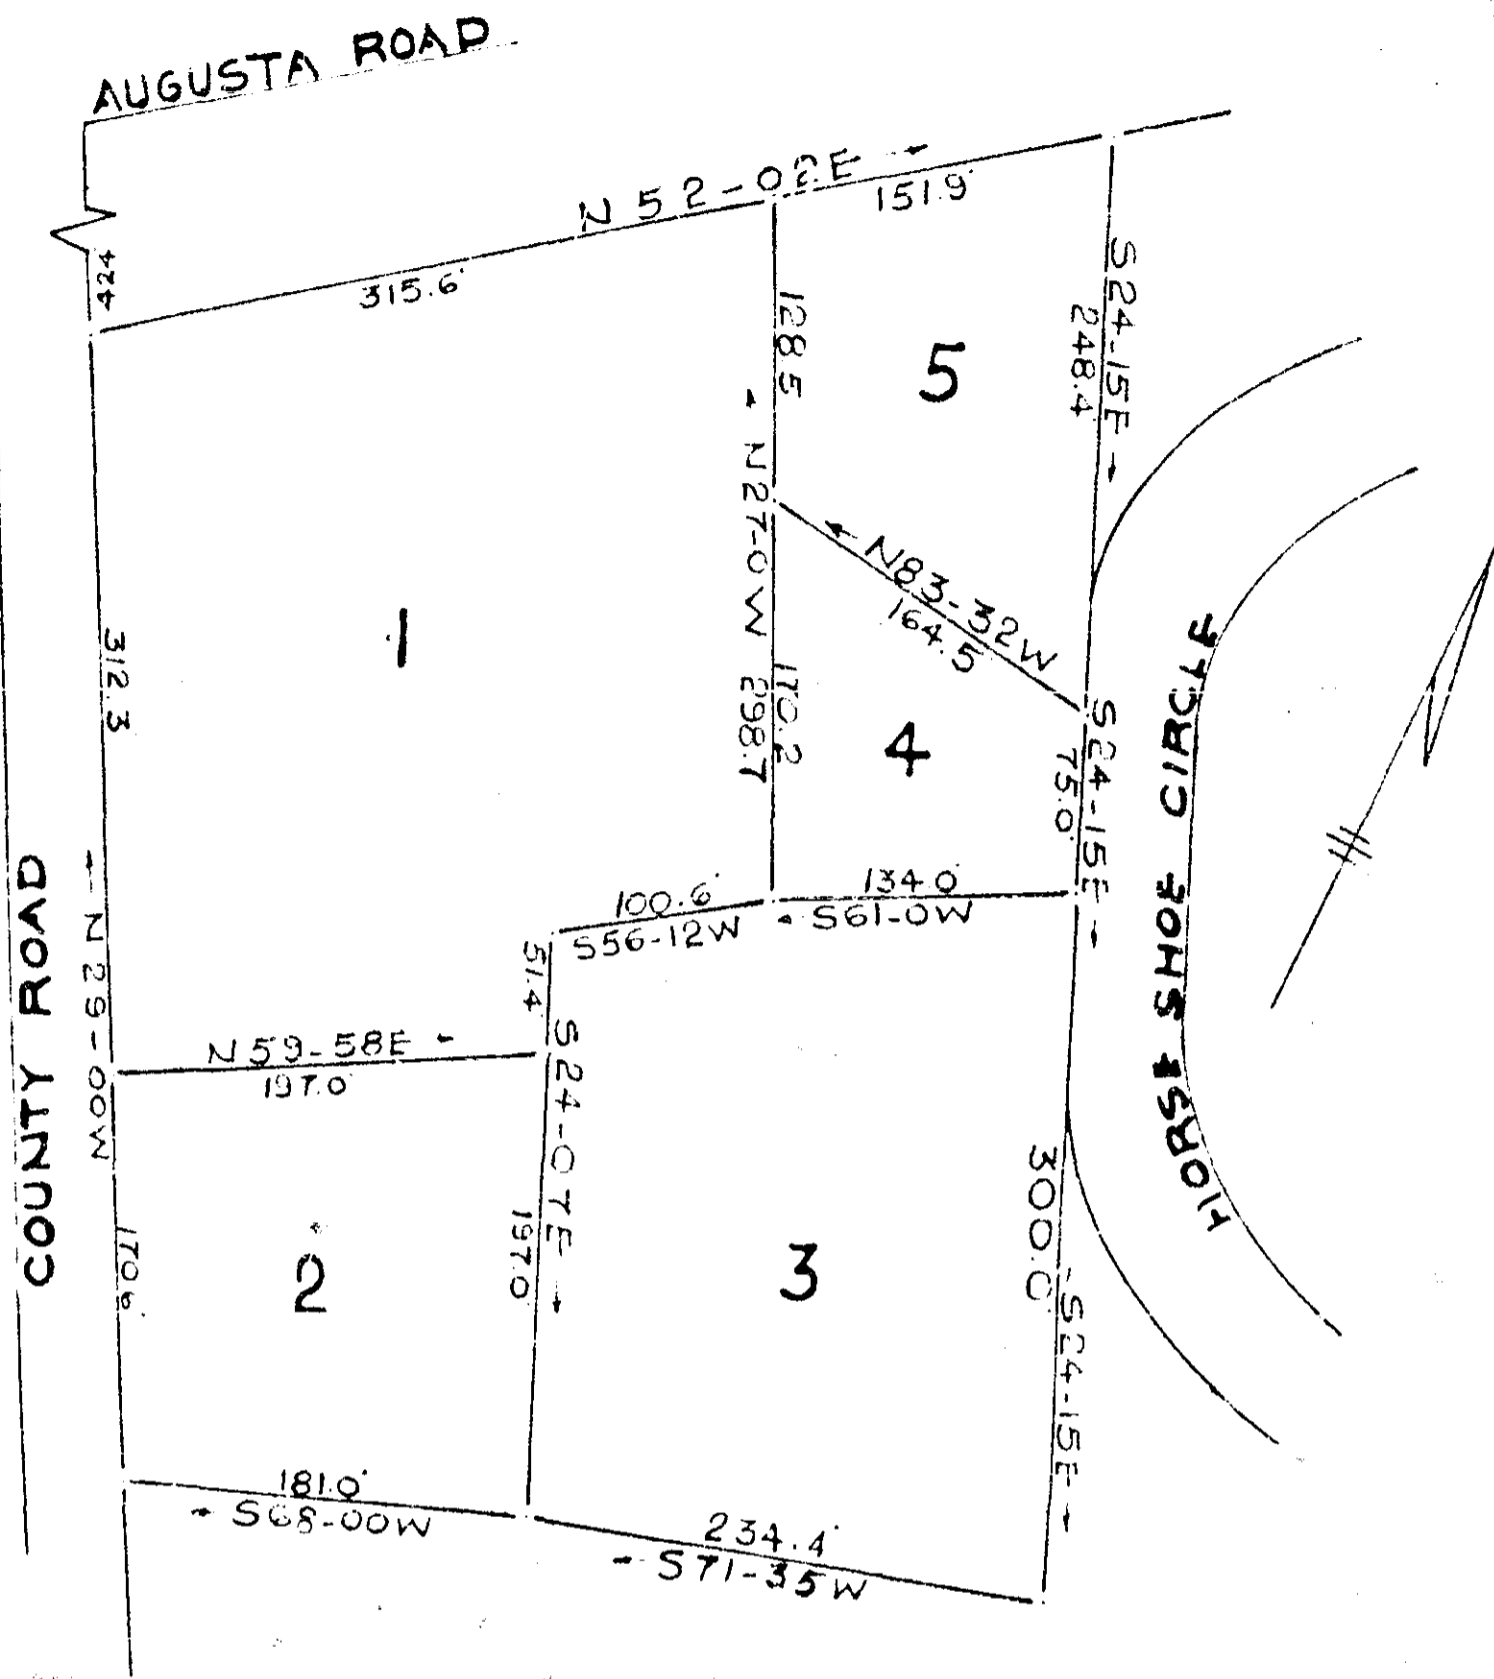 AUGUSTA ROAD
N 52-02E
151.9'
424
315.6'
128.5
5
S24-15E
248.4
N27-0W 298.7
N83-32W
164.5
1
312.3
170.2
4
S24-15E
75.0'
HORSE SHOE CIRCLE
100.6'
S56-12W
134.0'
S61-0W
51.4
COUNTY ROAD
N29-00W
N59-58E
197.0'
S24-07E
197.0'
170.6'
2
3
300.0'
S24-15E
181.0'
S68-00W
234.4'
S71-35W